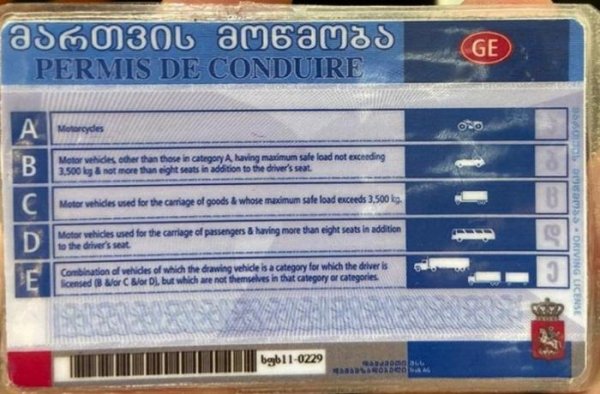 მართვის მოწმობა
GE
PERMIS DE CONDUIRE
A
Motorcycles
B
Motor vehicles, other than those in category A, having maximum safe load not exceeding
3,500 kg & not more than eight seats in addition to the driver's seat.
C
Motor vehicles used for the carriage of goods & whose maximum safe load exceeds 3,500 kg.
D
Motor vehicles used for the carriage of passengers & having more than eight seats in addition
to the driver's seat.
E
Combination of vehicles of which the drawing vehicle is a category for which the driver is
licensed (B &/or C &/or D), but which are not themselves in that category or categories.
მართვის მოწმობა • DRIVING LICENSE